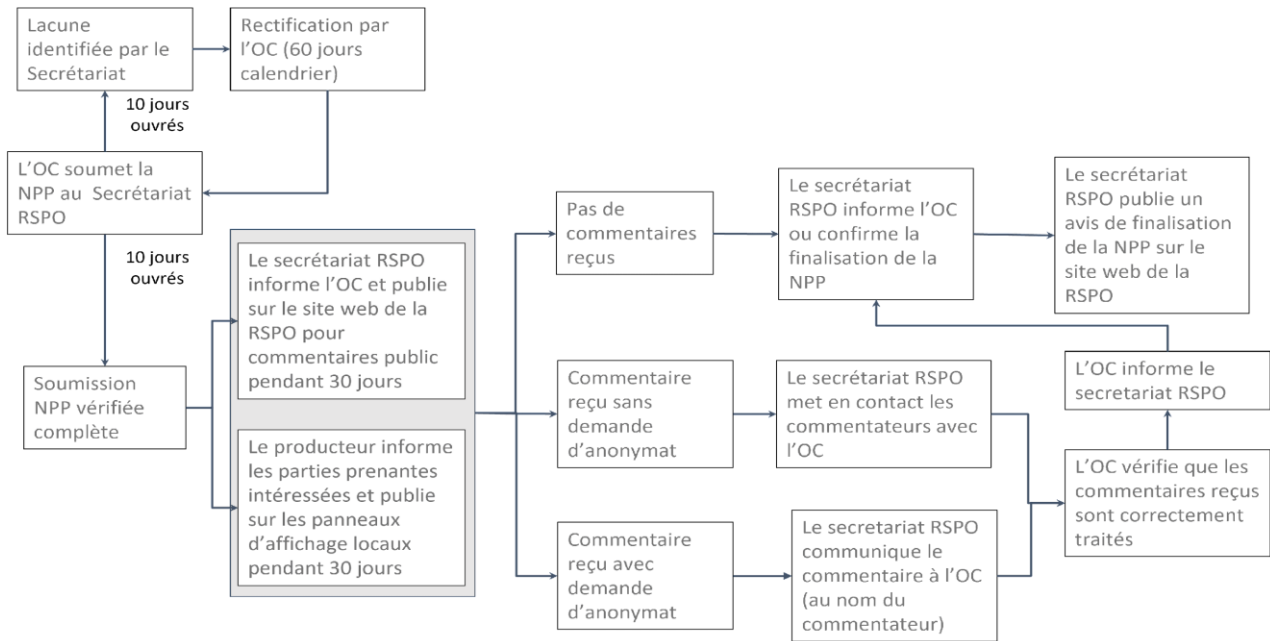 Lacune
identifiée par le
Secrétariat
Rectification par
l'OC (60 jours
calendrier)
10 jours
ouvrés
L'OC soumet la
NPP au Secrétariat
RSPO
10 jours
ouvrés
Soumission
NPP vérifiée
complète
Le secrétariat RSPO
informe l'OC et publie
sur le site web de la
RSPO pour
commentaires public
pendant 30 jours
Le producteur informe
les parties prenantes
intéressées et publie
sur les panneaux
d'affichage locaux
pendant 30 jours
Pas de
commentaires
reçus
Le secrétariat
RSPO informe l'OC
ou confirme la
finalisation de la
NPP
Le secrétariat
RSPO publie un
avis de finalisation
de la NPP sur le
site web de la
RSPO
Commentaire
reçu sans
demande
d'anonymat
Le secrétariat RSPO
met en contact les
commentateurs avec
l'OC
L'OC informe le
secretariat RSPO
L'OC vérifie que les
commentaires reçus
sont correctement
traités
Commentaire
reçu avec
demande
d'anonymat
Le secretariat RSPO
communique le
commentaire à l'OC
(au nom du
commentateur)